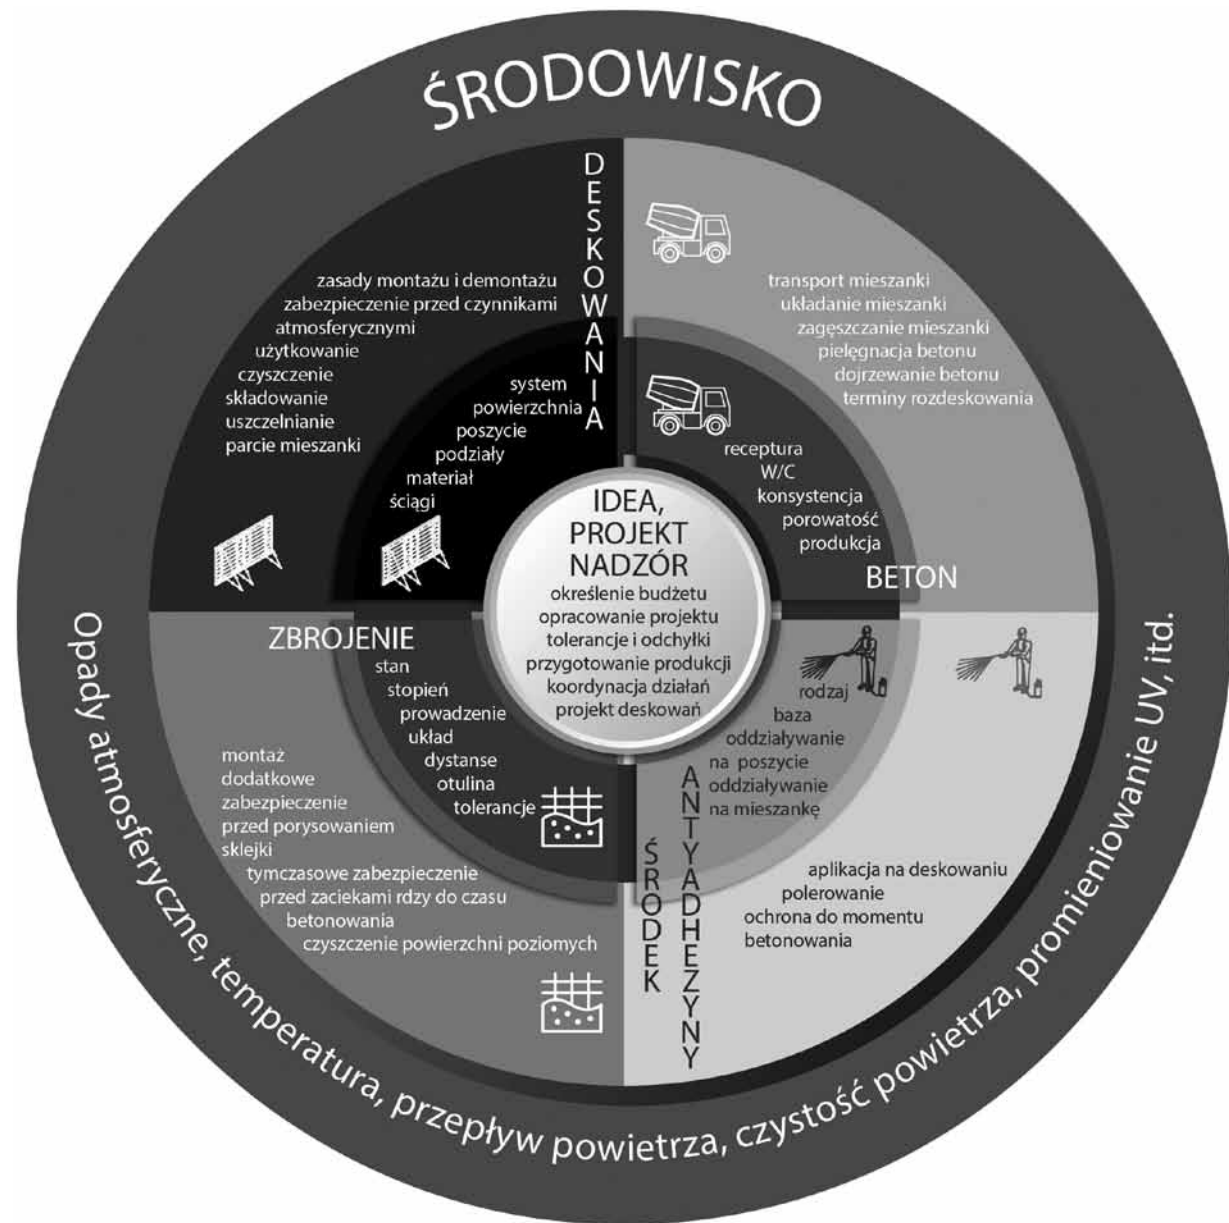 ŚRODOWISKO
DESKOWANIA
zasady montażu i demontażu
zabezpieczenie przed czynnikami
atmosferycznymi
użytkowanie
czyszczenie
składowanie
uszczelnianie
parcie mieszanki
system
powierzchnia
poszycie
podziały
materiał
ściągi
transport mieszanki
układanie mieszanki
zagęszczanie mieszanki
pielęgnacja betonu
dojrzewanie betonu
terminy rozdeskowania
receptura
W/C
konsystencja
porowatość
produkcja
BETON
IDEA,
PROJEKT
NADZÓR
określenie budżetu
opracowanie projektu
tolerancje i odchyłki
przygotowanie produkcji
koordynacja działań
projekt deskowań
ZBROJENIE
stan
stopień
prowadzenie
układ
dystanse
otulina
tolerancje
montaż
dodatkowe
zabezpieczenie
przed porysowaniem
sklejki
tymczasowe zabezpieczenie
przed zaciekami rdzy do czasu
betonowania
czyszczenie powierzchni poziomych
rodzaj
baza
oddziaływanie
na poszycie
oddziaływanie
na mieszankę
ŚRODEK
ANTYADHEZYJNY
aplikacja na deskowaniu
polerowanie
ochrona do momentu
betonowania
Opady atmosferyczne, temperatura, przepływ powietrza, czystość powietrza, promieniowanie UV, itd.